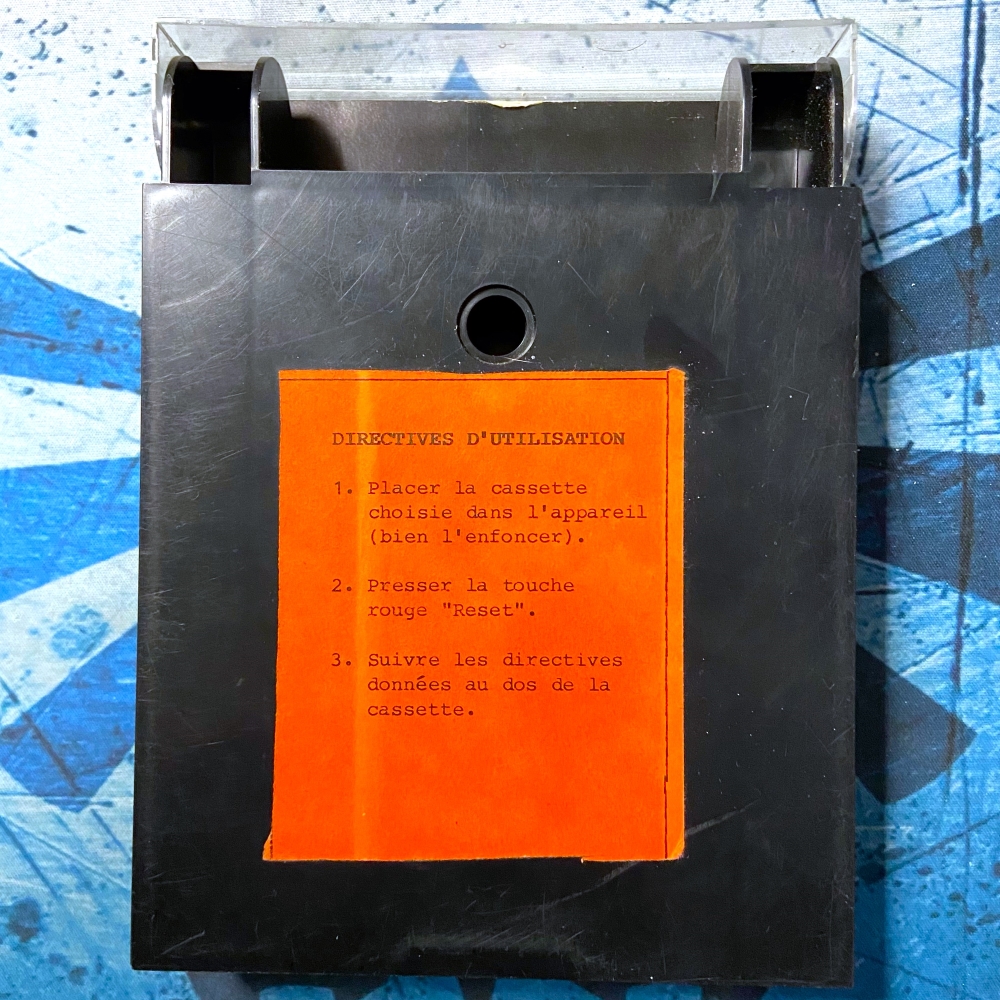 DIRECTIVES D'UTILISATION
1. Placer la cassette
choisie dans l'appareil
(bien l'enfoncer).
2. Presser la touche
rouge "Reset".
3. Suivre les directives
données au dos de la
cassette.